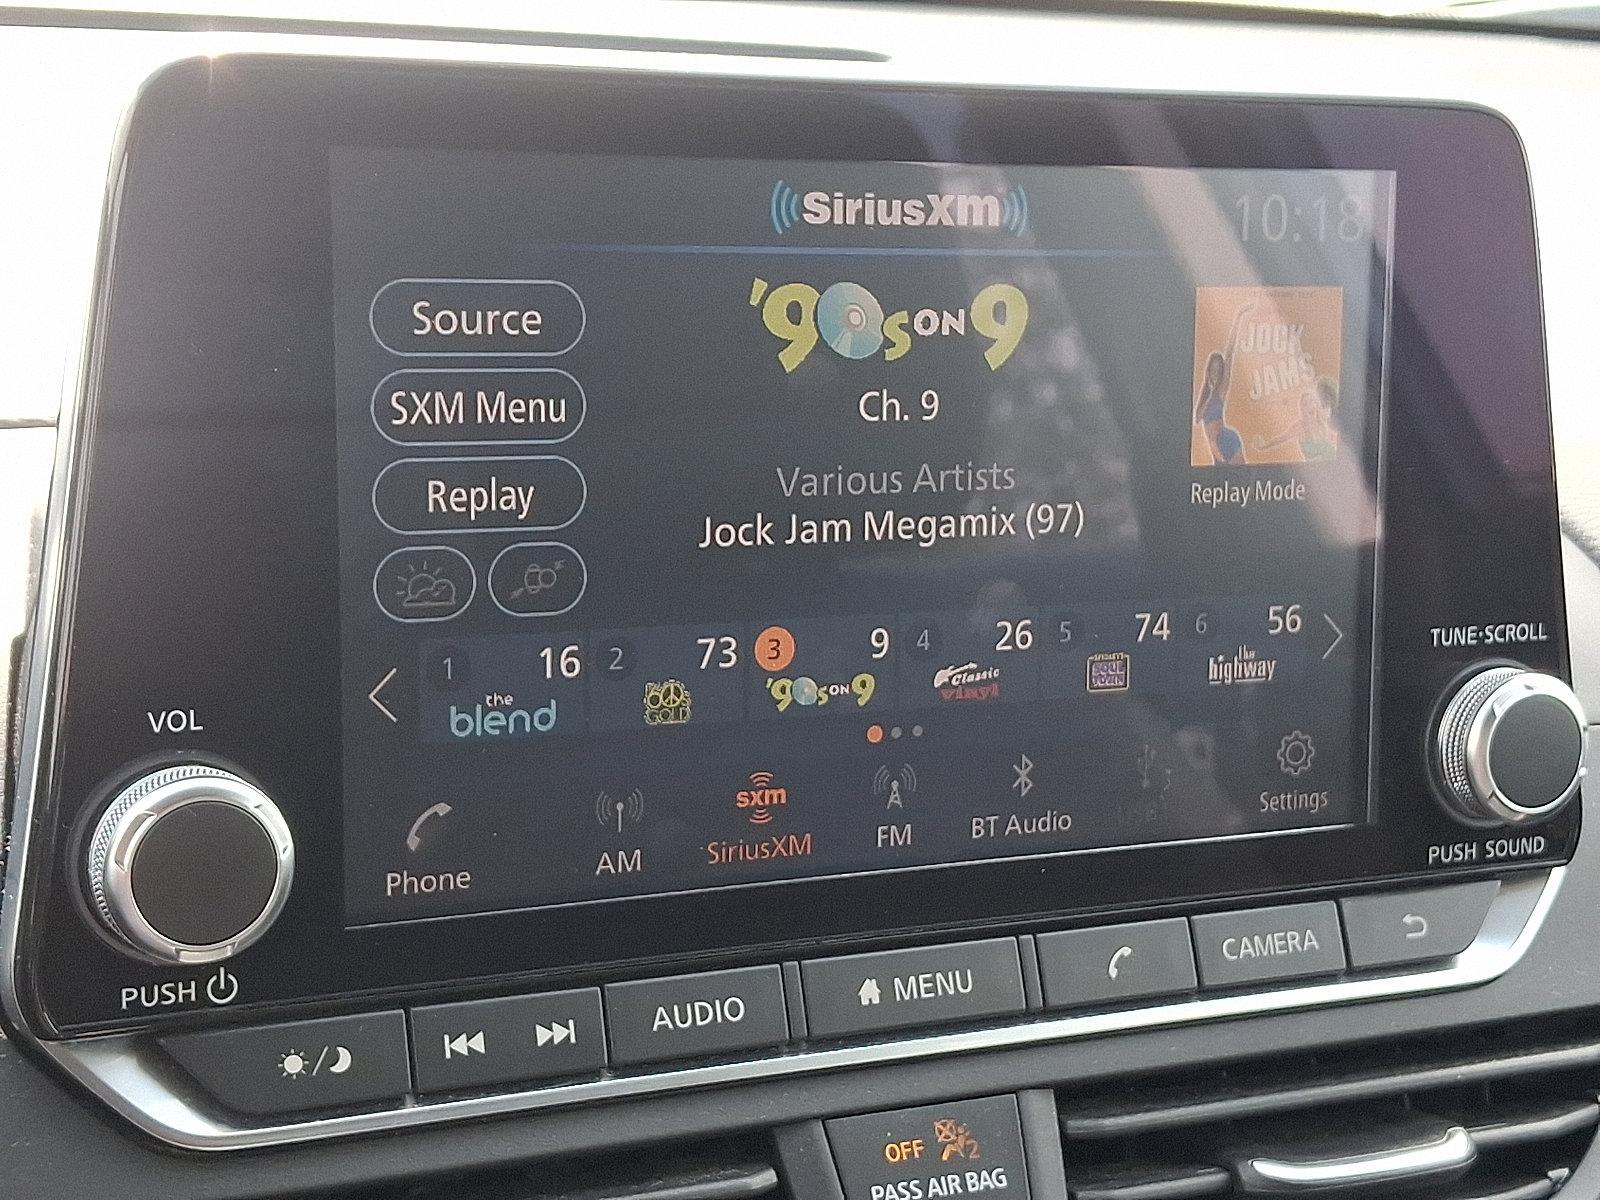 SiriusXM
10:18
Source
'90s ON 9
JOCK
JAMS
SXM Menu
Ch. 9
Replay
Various Artists
Replay Mode
Jock Jam Megamix (97)
1 16 2 73 3 9 4 26 5 74 6 56
the
blend
60s
GOLD
'90s ON 9
Classic
vinyl
SOUL
TOWN
the
highway
TUNE·SCROLL
VOL
sxm
Phone
AM
SiriusXM
FM
BT Audio
Settings
PUSH SOUND
PUSH
AUDIO
MENU
CAMERA
OFF
2
PASS AIR BAG